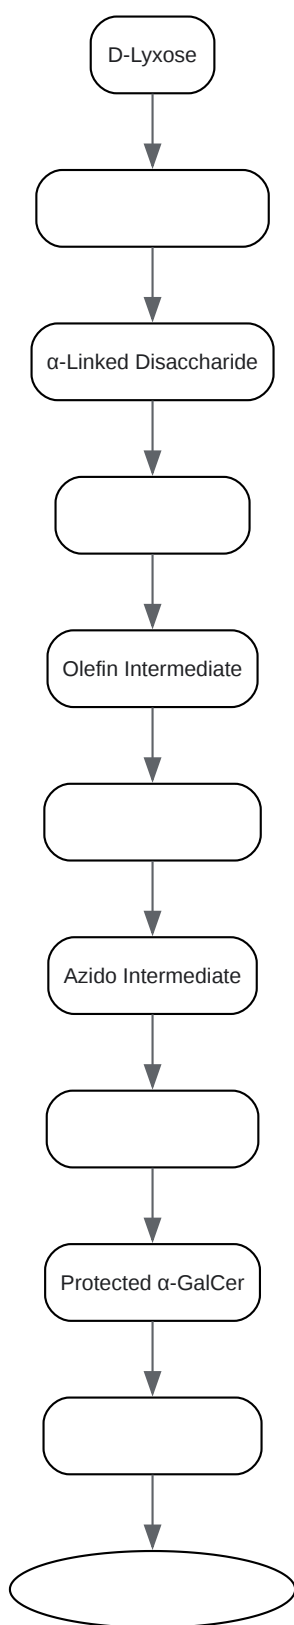 D-Lyxose
α-Linked Disaccharide
Olefin Intermediate
Azido Intermediate
Protected α-GalCer